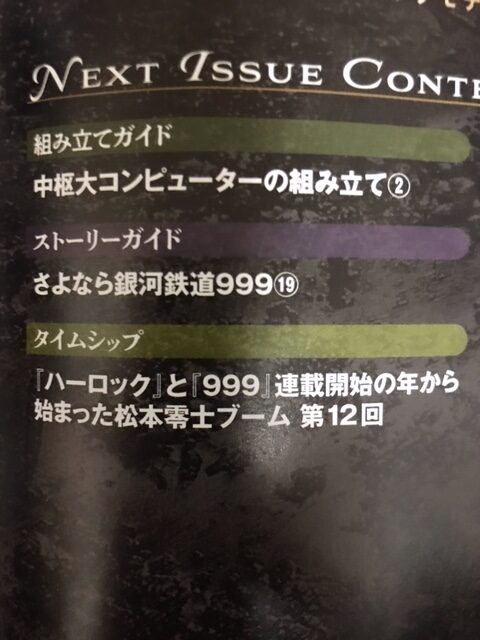 NEXT ISSUE CONTE
組み立てガイド
中枢大コンピューターの組み立て②
ストーリーガイド
さよなら銀河鉄道999⑲
タイムシップ
『ハーロック』と『999』連載開始の年から
始まった松本零士ブーム 第12回